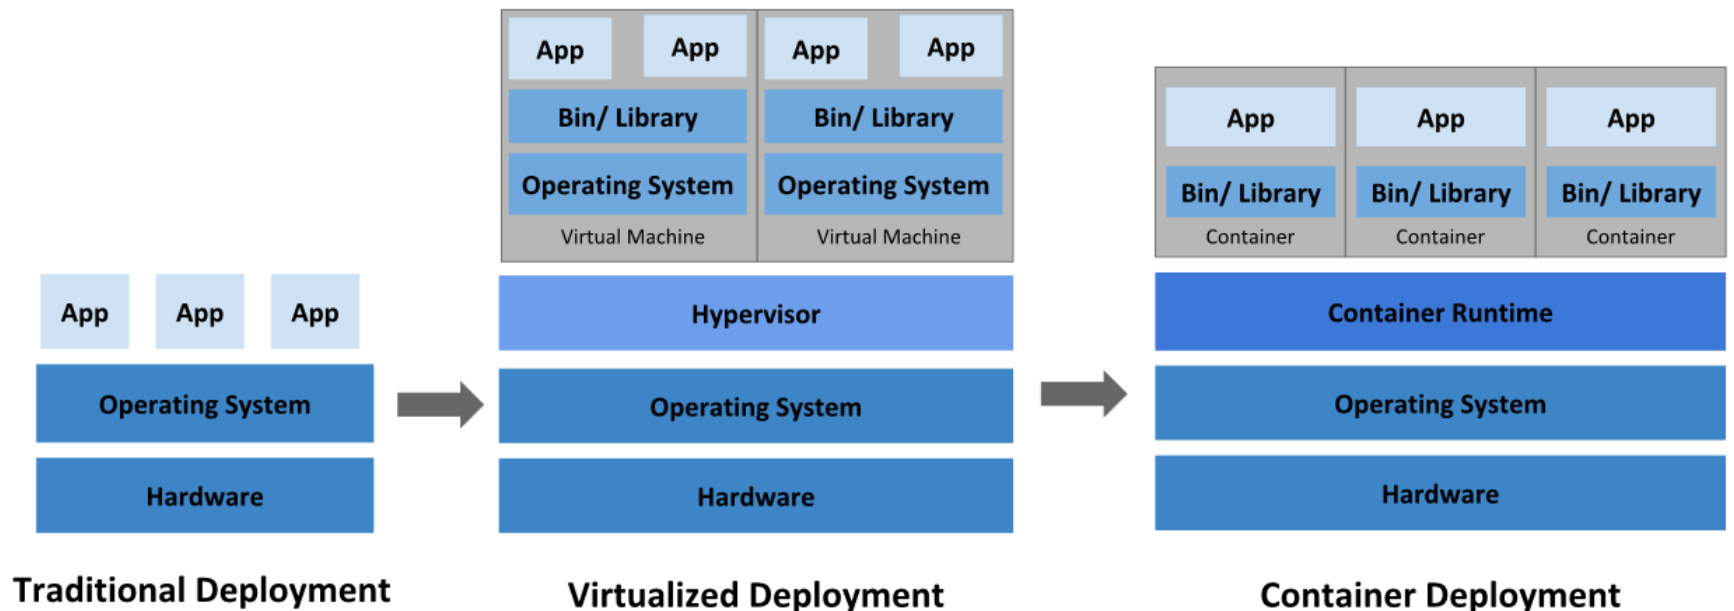 App
App
App
Operating System
Hardware
Traditional Deployment
App
App
App
App
Bin/ Library
Bin/ Library
Operating System
Operating System
Virtual Machine
Virtual Machine
Hypervisor
Operating System
Hardware
Virtualized Deployment
App
App
App
Bin/ Library
Bin/ Library
Bin/ Library
Container
Container
Container
Container Runtime
Operating System
Hardware
Container Deployment